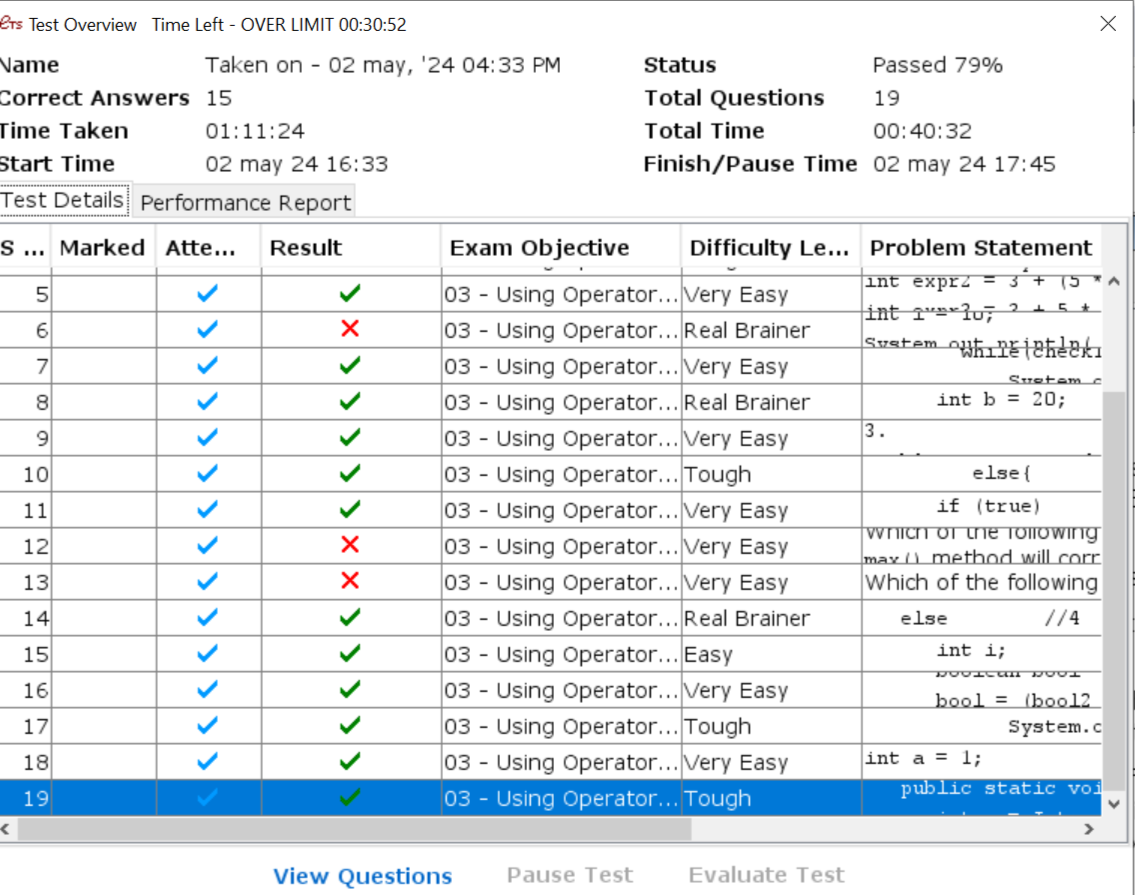 ETS Test Overview Time Left - OVER LIMIT 00:30:52
Name Taken on - 02 may, '24 04:33 PM Status Passed 79%
Correct Answers 15 Total Questions 19
Time Taken 01:11:24 Total Time 00:40:32
Start Time 02 may 24 16:33 Finish/Pause Time 02 may 24 17:45
Test Details Performance Report
S ... Marked Atte... Result Exam Objective Difficulty Le... Problem Statement
5 03 - Using Operator... Very Easy int expr2 = 3 + (5 *
6 03 - Using Operator... Real Brainer int i = 10;
System.out.println(
7 03 - Using Operator... Very Easy while(check
System.c
8 03 - Using Operator... Real Brainer int b = 20;
9 03 - Using Operator... Very Easy 3.
10 03 - Using Operator... Tough else{
11 03 - Using Operator... Very Easy if (true)
12 03 - Using Operator... Very Easy Which of the following
max() method will corr
13 03 - Using Operator... Very Easy Which of the following
14 03 - Using Operator... Real Brainer else //4
15 03 - Using Operator... Easy int i;
16 03 - Using Operator... Very Easy boolean bool
bool = (bool2
17 03 - Using Operator... Tough System.c
18 03 - Using Operator... Very Easy int a = 1;
19 03 - Using Operator... Tough public static voi
View Questions Pause Test Evaluate Test